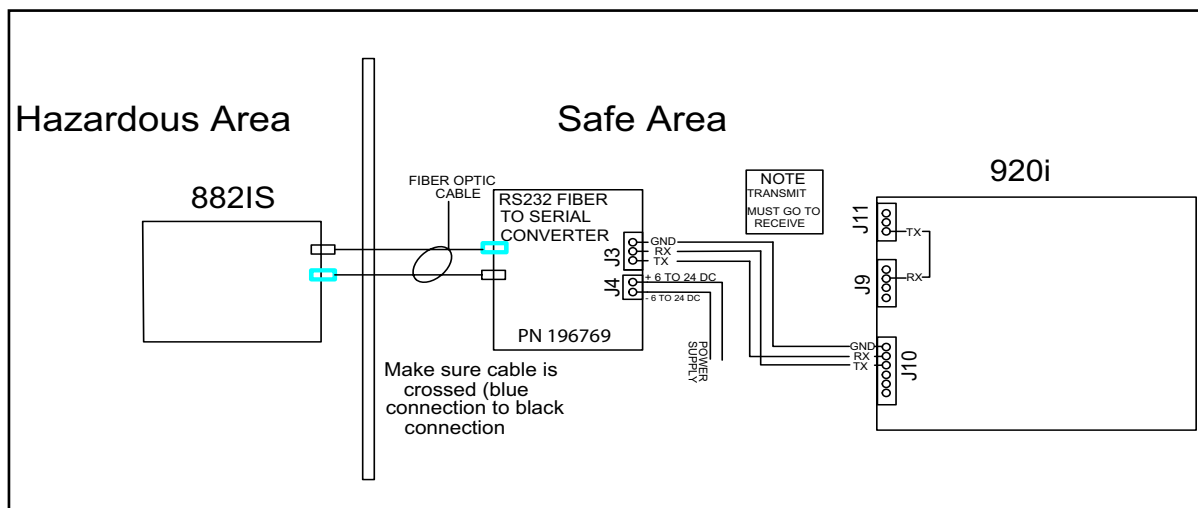 Hazardous Area
Safe Area
882IS
FIBER OPTIC
CABLE
RS232 FIBER
TO SERIAL
CONVERTER
J3
GND
RX
TX
J4
+ 6 TO 24 DC
- 6 TO 24 DC
PN 196769
POWER
SUPPLY
Make sure cable is
crossed (blue
connection to black
connection
NOTE
TRANSMIT
MUST GO TO
RECEIVE
920i
J11
TX
J9
RX
GND
RX
TX
J10